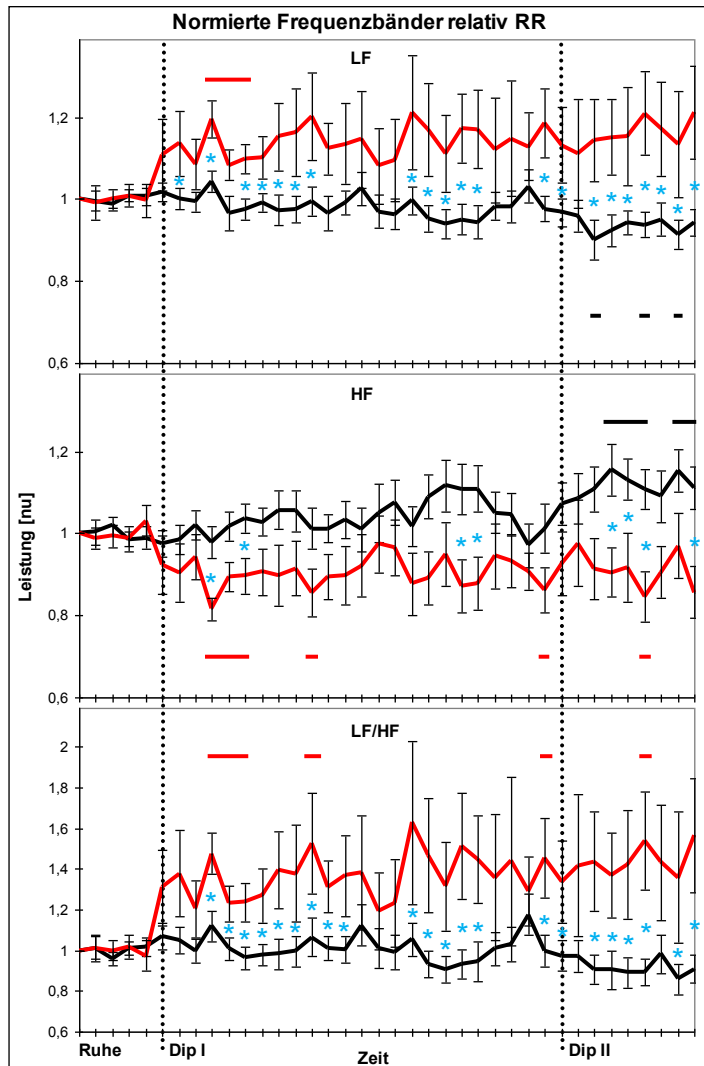 Normierte Frequenzbänder relativ RR
LF
1,2
1
0,8
0,6
HF
1,2
1
0,8
0,6
Leistung [nu]
LF/HF
2
1,8
1,6
1,4
1,2
1
0,8
0,6
Ruhe Dip I Zeit Dip II